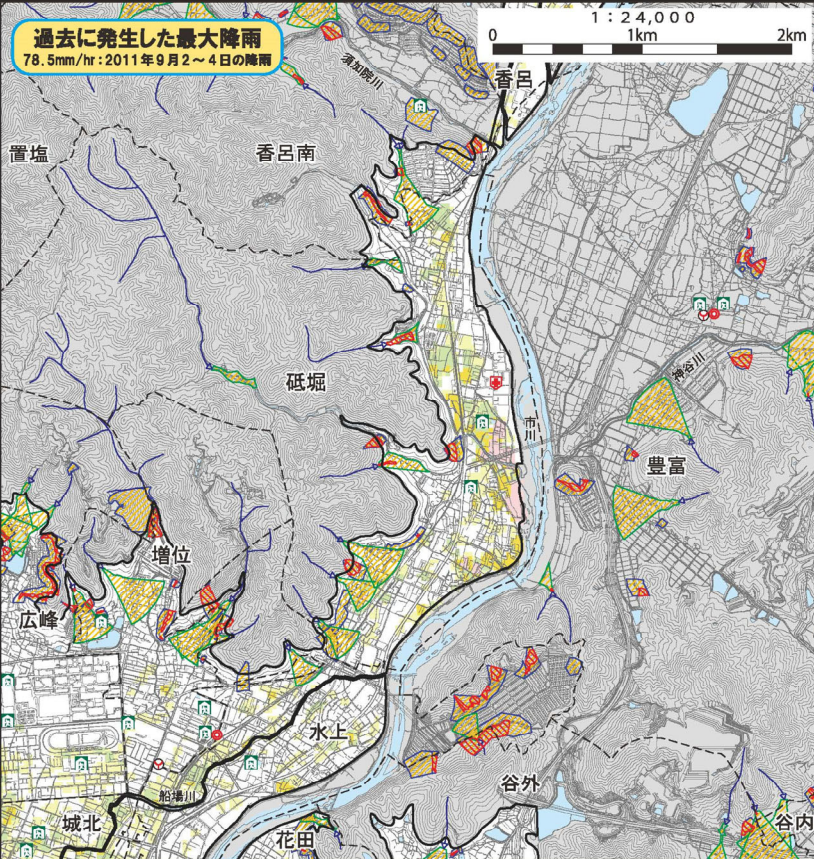 過去に発生した最大降雨
78.5mm/hr:2011年9月2～4日の降雨
1:24,000
0 1km 2km
須加院川
香呂
置塩
香呂南
砥堀
神谷川
市川
豊富
増位
広峰
水上
船場川
谷外
城北
花田
谷内